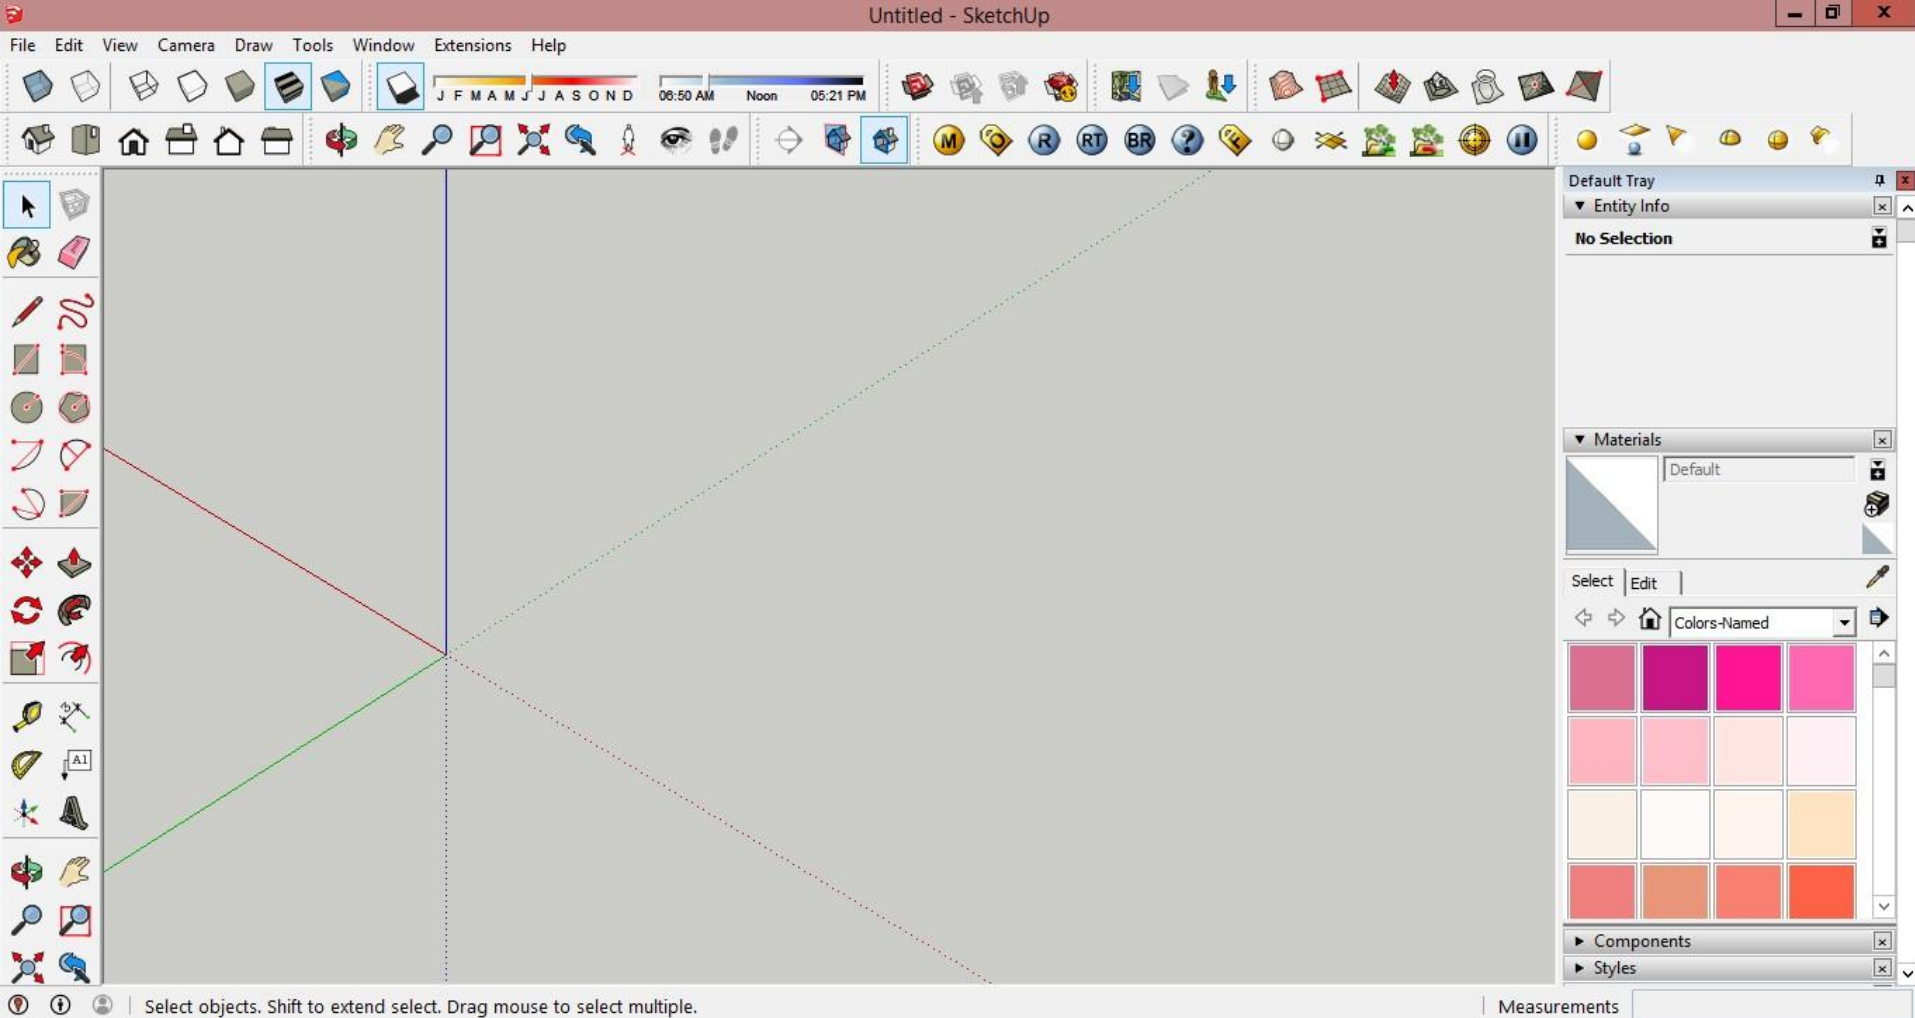 Untitled - SketchUp
File Edit View Camera Draw Tools Window Extensions Help
J F M A M J J A S O N D
06:50 AM Noon 05:21 PM
M O R RT BR ?
Default Tray
Entity Info
No Selection
Materials
Default
Select Edit
Colors-Named
A1
Components
Styles
Select objects. Shift to extend select. Drag mouse to select multiple.
Measurements